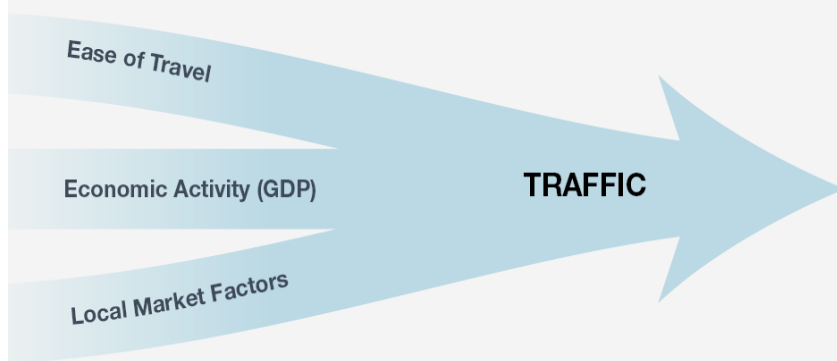 Ease of Travel
Economic Activity (GDP)
TRAFFIC
Local Market Factors